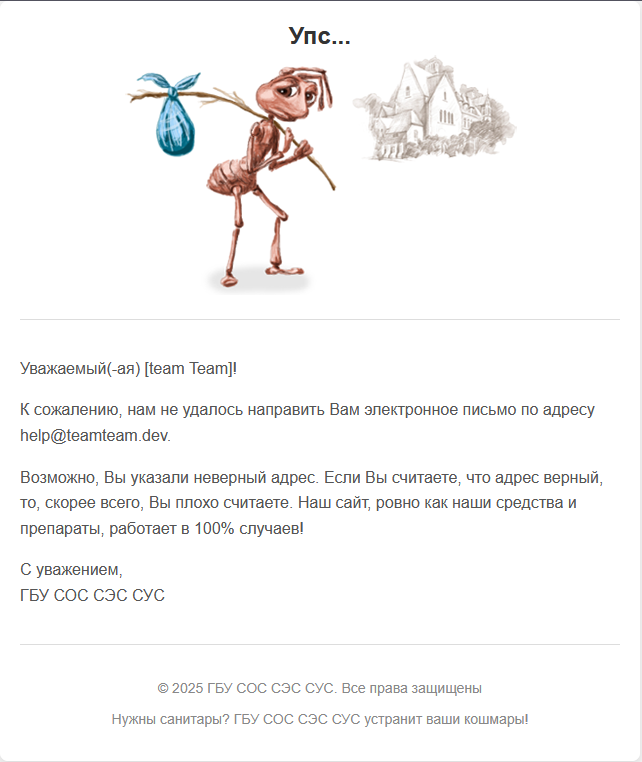 Упс...
Уважаемый(-ая) [team Team]!
К сожалению, нам не удалось направить Вам электронное письмо по адресу
help@teamteam.dev.
Возможно, Вы указали неверный адрес. Если Вы считаете, что адрес верный,
то, скорее всего, Вы плохо считаете. Наш сайт, ровно как наши средства и
препараты, работает в 100% случаев!
С уважением,
ГБУ СОС СЭС СУС
© 2025 ГБУ СОС СЭС СУС. Все права защищены
Нужны санитары? ГБУ СОС СЭС СУС устранит ваши кошмары!